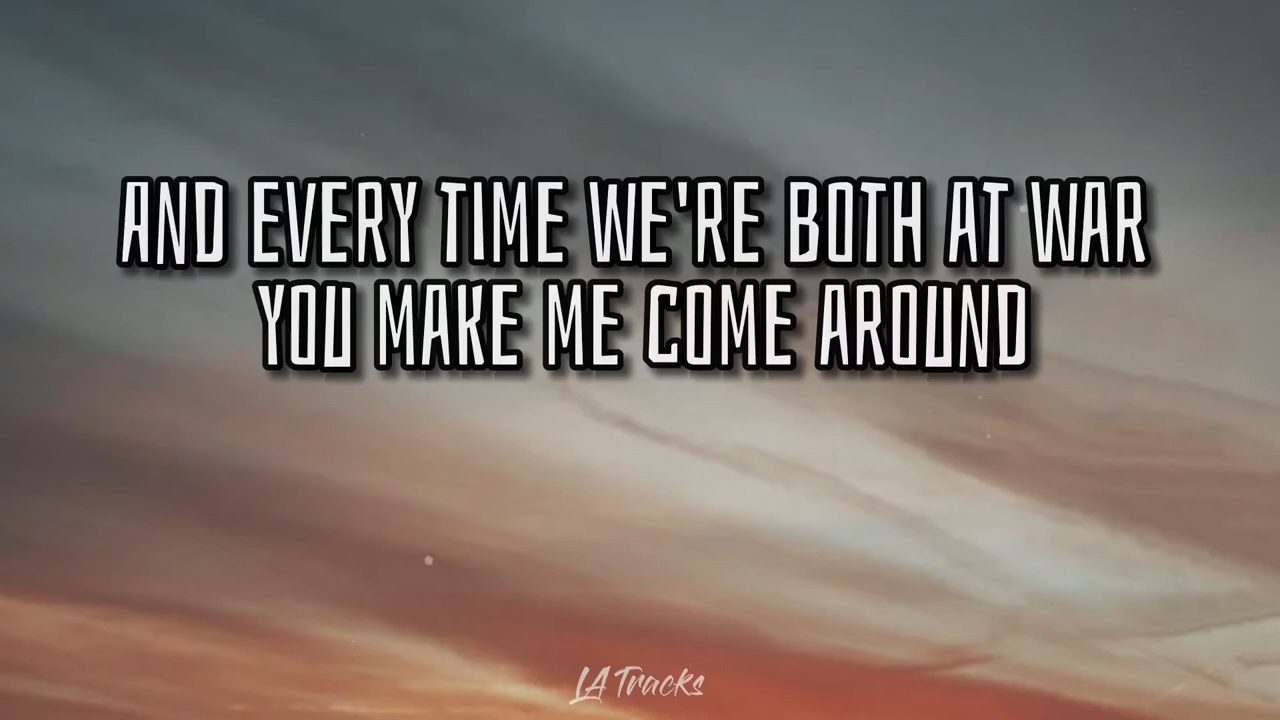 AND EVERY TIME WE'RE BOTH AT WAR
YOU MAKE ME COME AROUND
LA Tracks